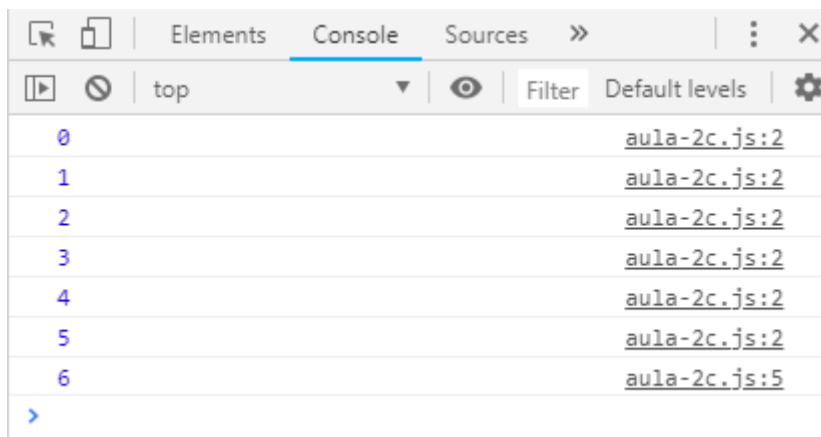 Elements Console Sources »
top Filter Default levels
0 aula-2c.js:2
1 aula-2c.js:2
2 aula-2c.js:2
3 aula-2c.js:2
4 aula-2c.js:2
5 aula-2c.js:2
6 aula-2c.js:5
>